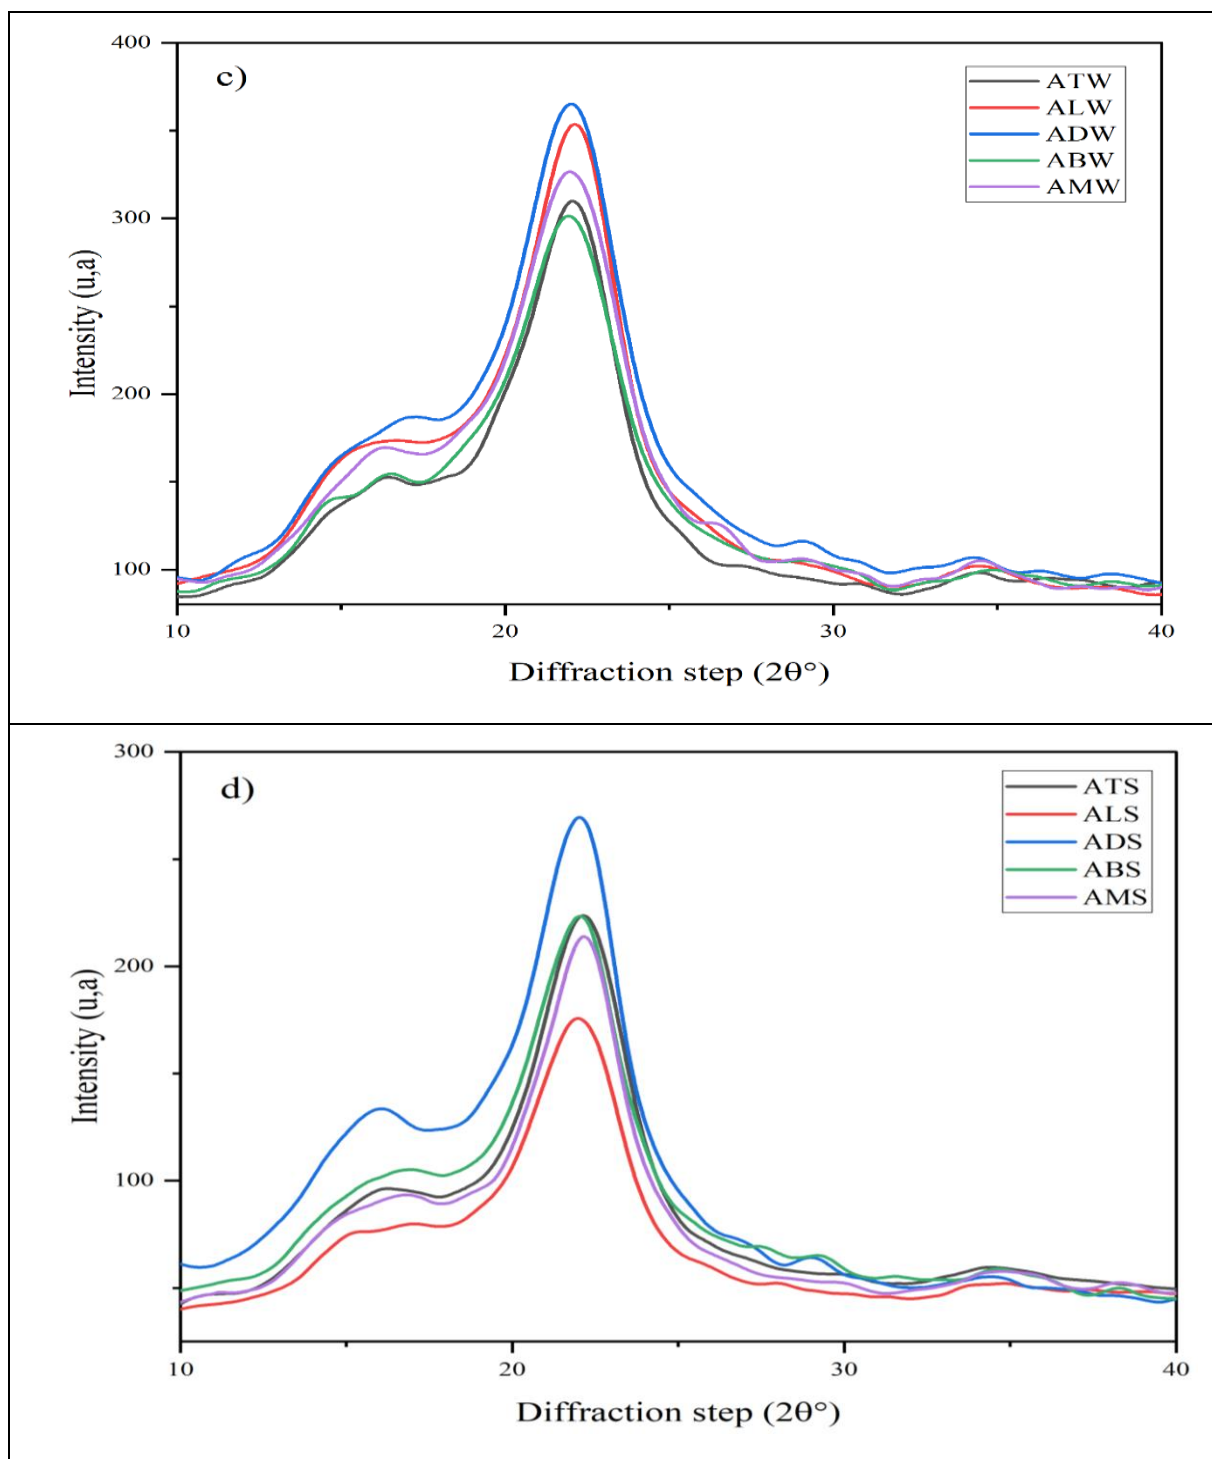 c)
400
300
200
100
Intensity (u,a)
ATW
ALW
ADW
ABW
AMW
10
20
30
40
Diffraction step (2θ°)
d)
300
200
100
Intensity (u,a)
ATS
ALS
ADS
ABS
AMS
10
20
30
40
Diffraction step (2θ°)